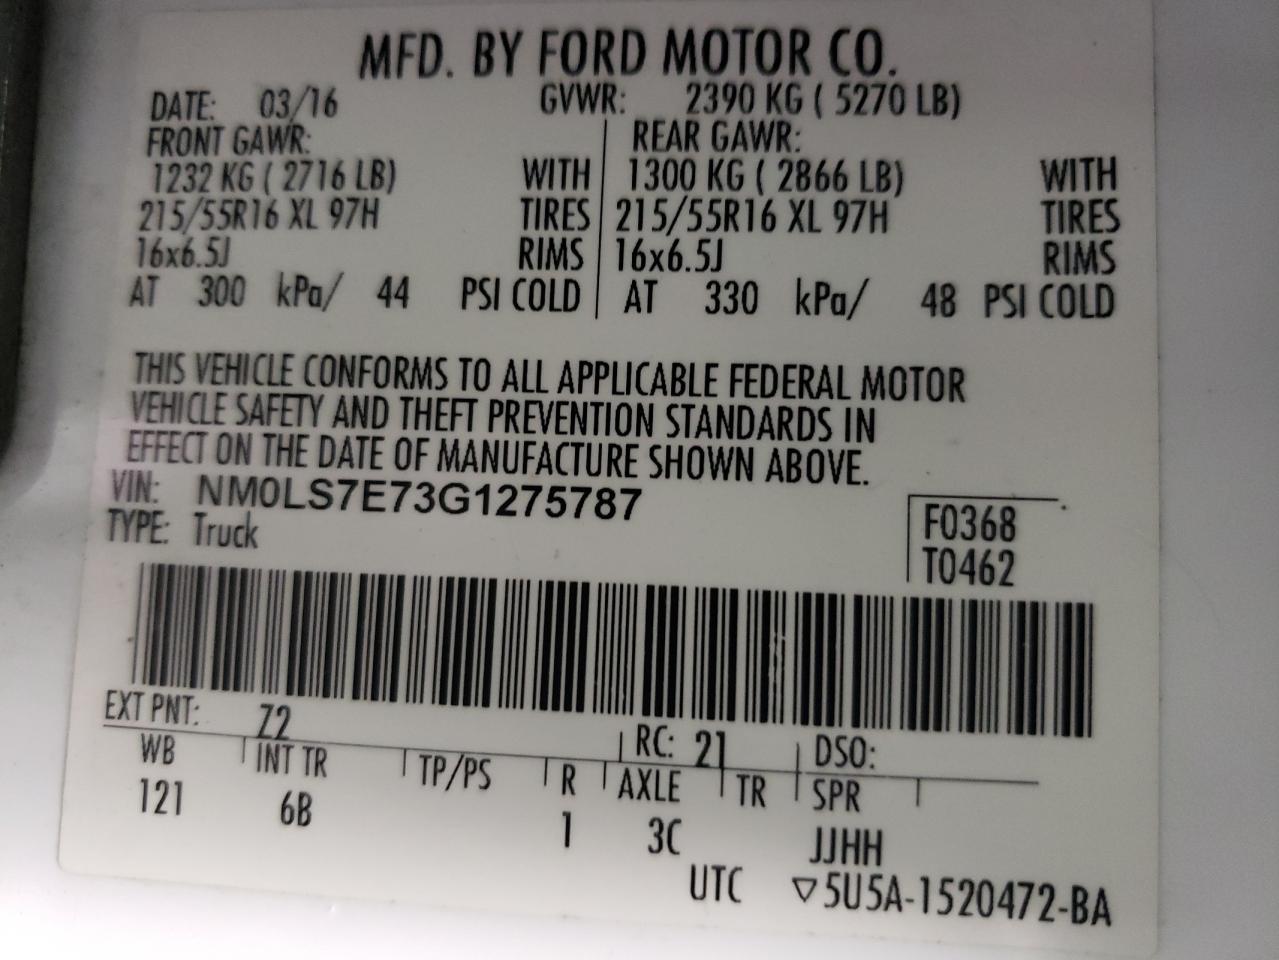 MFD. BY FORD MOTOR CO.
DATE: 03/16 GVWR: 2390 KG ( 5270 LB)
FRONT GAWR: REAR GAWR:
1232 KG ( 2716 LB) WITH 1300 KG ( 2866 LB) WITH
215/55R16 XL 97H TIRES 215/55R16 XL 97H TIRES
16x6.5J RIMS 16x6.5J RIMS
AT 300 kPa/ 44 PSI COLD AT 330 kPa/ 48 PSI COLD
THIS VEHICLE CONFORMS TO ALL APPLICABLE FEDERAL MOTOR
VEHICLE SAFETY AND THEFT PREVENTION STANDARDS IN
EFFECT ON THE DATE OF MANUFACTURE SHOWN ABOVE.
VIN: NM0LS7E73G1275787
TYPE: Truck
F0368
T0462
EXT PNT: Z2 RC: 21 DSO:
WB INT TR TP/PS R AXLE TR SPR
121 6B 1 3C JJHH
UTC ▽5U5A-1520472-BA